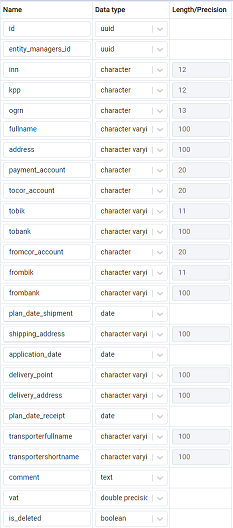 Name Data type Length/Precision
id uuid
entity_managers_id uuid
inn character 12
kpp character 12
ogrn character 13
fullname character varyi 100
address character varyi 100
payment_account character 20
tocor_account character 20
tobik character varyi 11
tobank character varyi 100
fromcor_account character 20
frombik character varyi 11
frombank character varyi 100
plan_date_shipment date
shipping_address character varyi 100
application_date date
delivery_point character varyi 100
delivery_address character varyi 100
plan_date_receipt date
transporterfullname character varyi 100
transportershortname character varyi 100
comment text
vat double precisic
is_deleted boolean